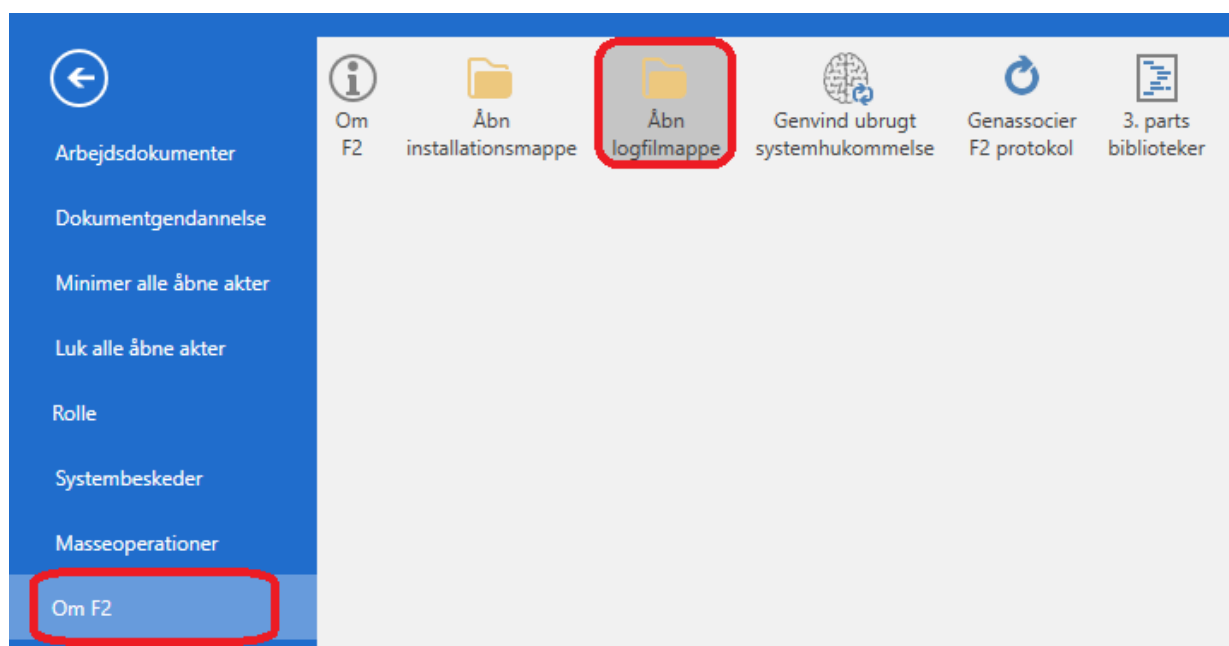 Om
F2
Åbn
installationsmappe
Åbn
logfilmappe
Genvind ubrugt
systemhukommelse
Genassocier
F2 protokol
3. parts
biblioteker
Arbejdsdokumenter
Dokumentgendannelse
Minimer alle åbne akter
Luk alle åbne akter
Rolle
Systembeskeder
Masseoperationer
Om F2